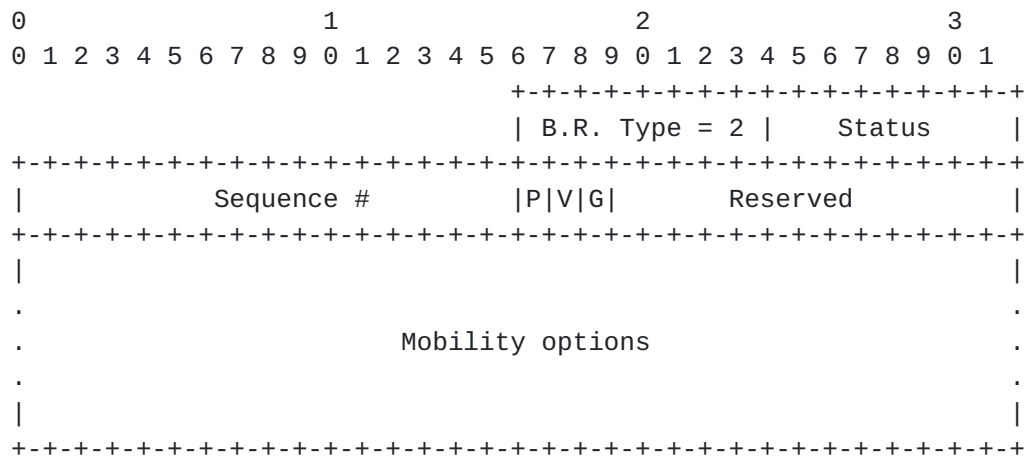 0                   1                   2                   3
0 1 2 3 4 5 6 7 8 9 0 1 2 3 4 5 6 7 8 9 0 1 2 3 4 5 6 7 8 9 0 1
                                +-+-+-+-+-+-+-+-+-+-+-+-+-+-+-+-+
                                | B.R. Type = 2 |    Status     |
+-+-+-+-+-+-+-+-+-+-+-+-+-+-+-+-+-+-+-+-+-+-+-+-+-+-+-+-+-+-+-+-+
|            Sequence #         |P|V|G|       Reserved          |
+-+-+-+-+-+-+-+-+-+-+-+-+-+-+-+-+-+-+-+-+-+-+-+-+-+-+-+-+-+-+-+-+
|                                                               |
.                                                               .
.                        Mobility options                       .
.                                                               .
|                                                               |
+-+-+-+-+-+-+-+-+-+-+-+-+-+-+-+-+-+-+-+-+-+-+-+-+-+-+-+-+-+-+-+-+